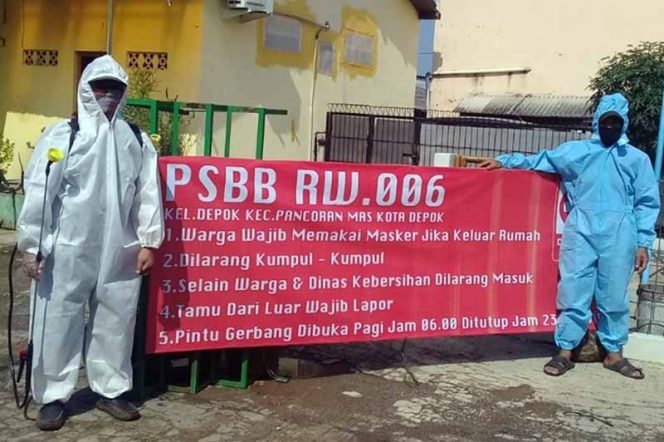 PSBB RW.006
KEL.DEPOK KEC.PANCORAN MAS KOTA DEPOK
1.Warga Wajib Memakai Masker Jika Keluar Rumah
2.Dilarang Kumpul - Kumpul
3.Selain Warga & Dinas Kebersihan Dilarang Masuk
4.Tamu Dari Luar Wajib Lapor
5.Pintu Gerbang Dibuka Pagi Jam 06.00 Ditutup Jam 23